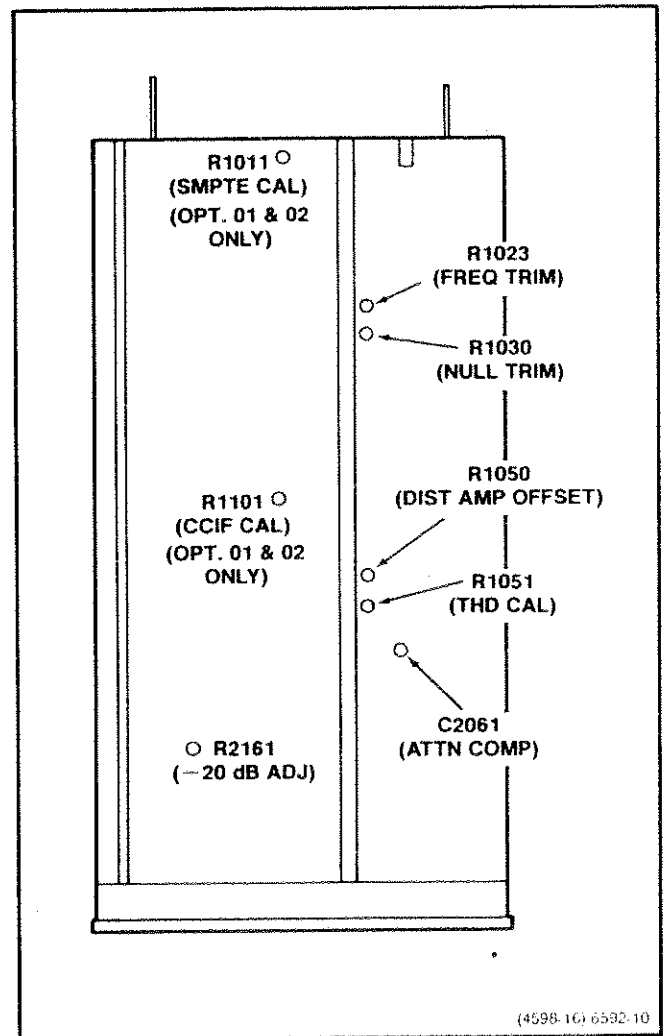 R1011
(SMPTE CAL)
(OPT. 01 & 02
ONLY)
R1023
(FREQ TRIM)
R1030
(NULL TRIM)
R1050
(DIST AMP OFFSET)
R1101
(CCIF CAL)
(OPT. 01 & 02
ONLY)
R1051
(THD CAL)
C2061
(ATTN COMP)
R2161
(—20 dB ADJ)
(4598-16) 6592-10